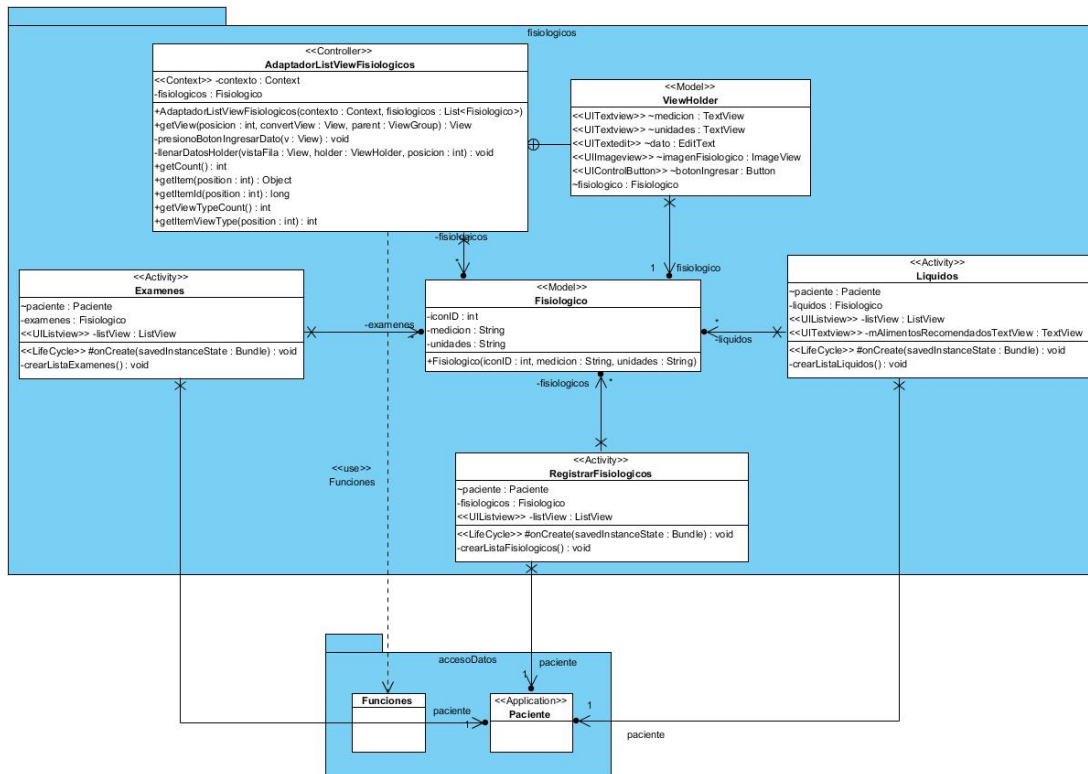 fisiologicos
<<Controller>>
AdaptadorListViewFisiologicos
<<Context>> -contexto : Context
-fisiologicos : Fisiologico
+AdaptadorListViewFisiologicos(contexto : Context, fisiologicos : List<Fisiologico>)
+getView(posicion : int, convertView : View, parent : ViewGroup) : View
-presionoBotonIngresarDato(v : View) : void
-llenarDatosHolder(vistaFila : View, holder : ViewHolder, posicion : int) : void
+getCount() : int
+getItem(position : int) : Object
+getItemId(position : int) : long
+getViewTypeCount() : int
+getItemViewType(position : int) : int
<<Model>>
ViewHolder
<<UITextview>> ~medicion : TextView
<<UITextview>> ~unidades : TextView
<<UITextedit>> ~dato : EditText
<<UIImageview>> ~imagenFisiologico : ImageView
<<UIControlButton>> ~botonIngresar : Button
~fisiologico : Fisiologico
-fisiologicos
*
1
fisiologico
<<Activity>>
Examenes
~paciente : Paciente
-examenes : Fisiologico
<<UIListview>> -listView : ListView
<<LifeCycle>> #onCreate(savedInstanceState : Bundle) : void
-crearListaExamenes() : void
-examenes
*
<<Model>>
Fisiologico
-iconID : int
-medicion : String
-unidades : String
+Fisiologico(iconID : int, medicion : String, unidades : String)
*
-liquidos
<<Activity>>
Liquidos
~paciente : Paciente
-liquidos : Fisiologico
<<UIListview>> -listView : ListView
<<UITextview>> -mAlimentosRecomendadosTextView : TextView
<<LifeCycle>> #onCreate(savedInstanceState : Bundle) : void
-crearListaLiquidos() : void
-fisiologicos
*
<<use>>
Funciones
<<Activity>>
RegistrarFisiologicos
~paciente : Paciente
-fisiologicos : Fisiologico
<<UIListview>> -listView : ListView
<<LifeCycle>> #onCreate(savedInstanceState : Bundle) : void
-crearListaFisiologicos() : void
accesoDatos
paciente
1
Funciones
<<Application>>
Paciente
paciente
1
1
paciente